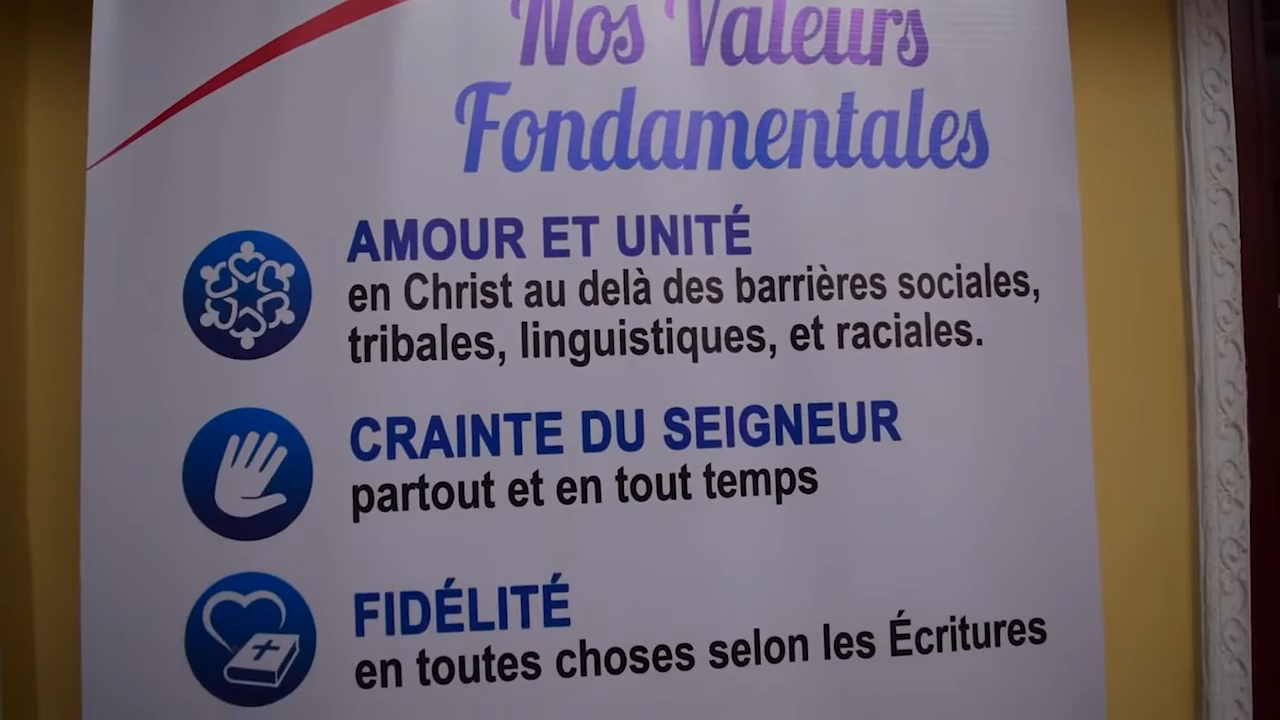 Nos Valeurs
Fondamentales
AMOUR ET UNITÉ
en Christ au delà des barrières sociales,
tribales, linguistiques, et raciales.
CRAINTE DU SEIGNEUR
partout et en tout temps
FIDÉLITÉ
en toutes choses selon les Écritures